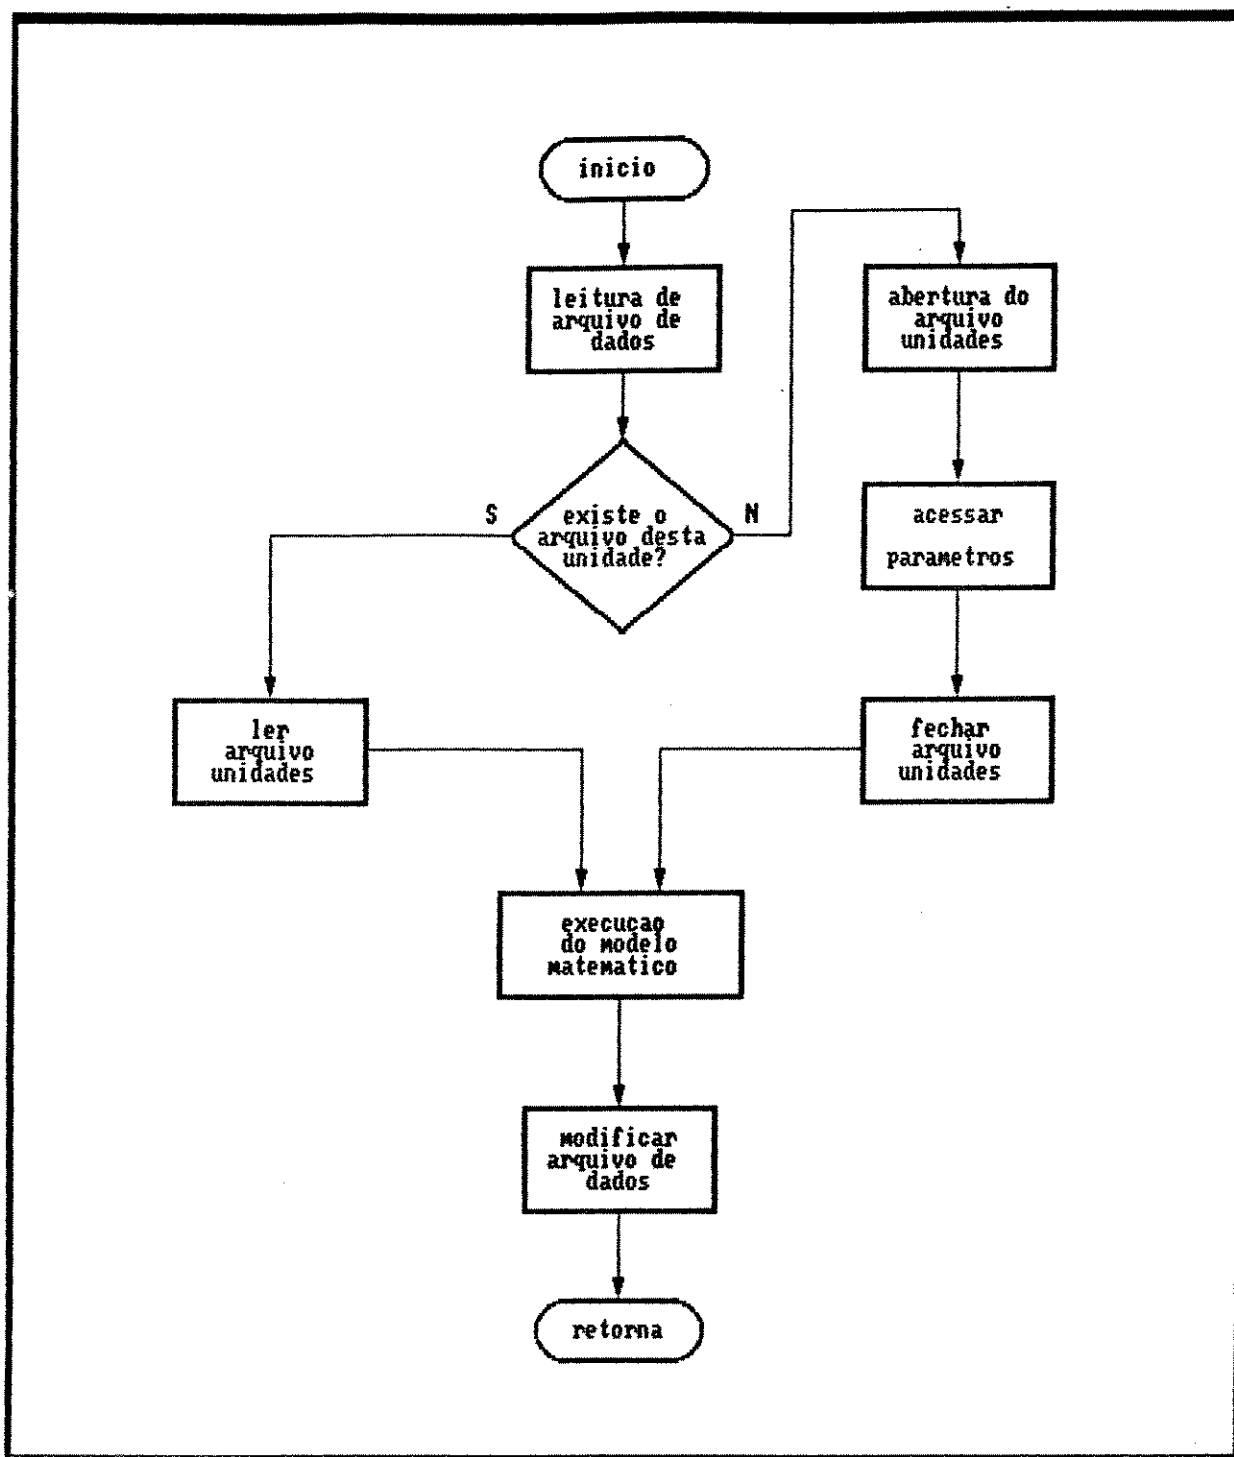 inicio
leitura de
arquivo de
dados
existe o
arquivo desta
unidade?
S
N
abertura do
arquivo
unidades
acessar
parametros
fechar
arquivo
unidades
ler
arquivo
unidades
execucao
do modelo
matematico
modificar
arquivo de
dados
retorna